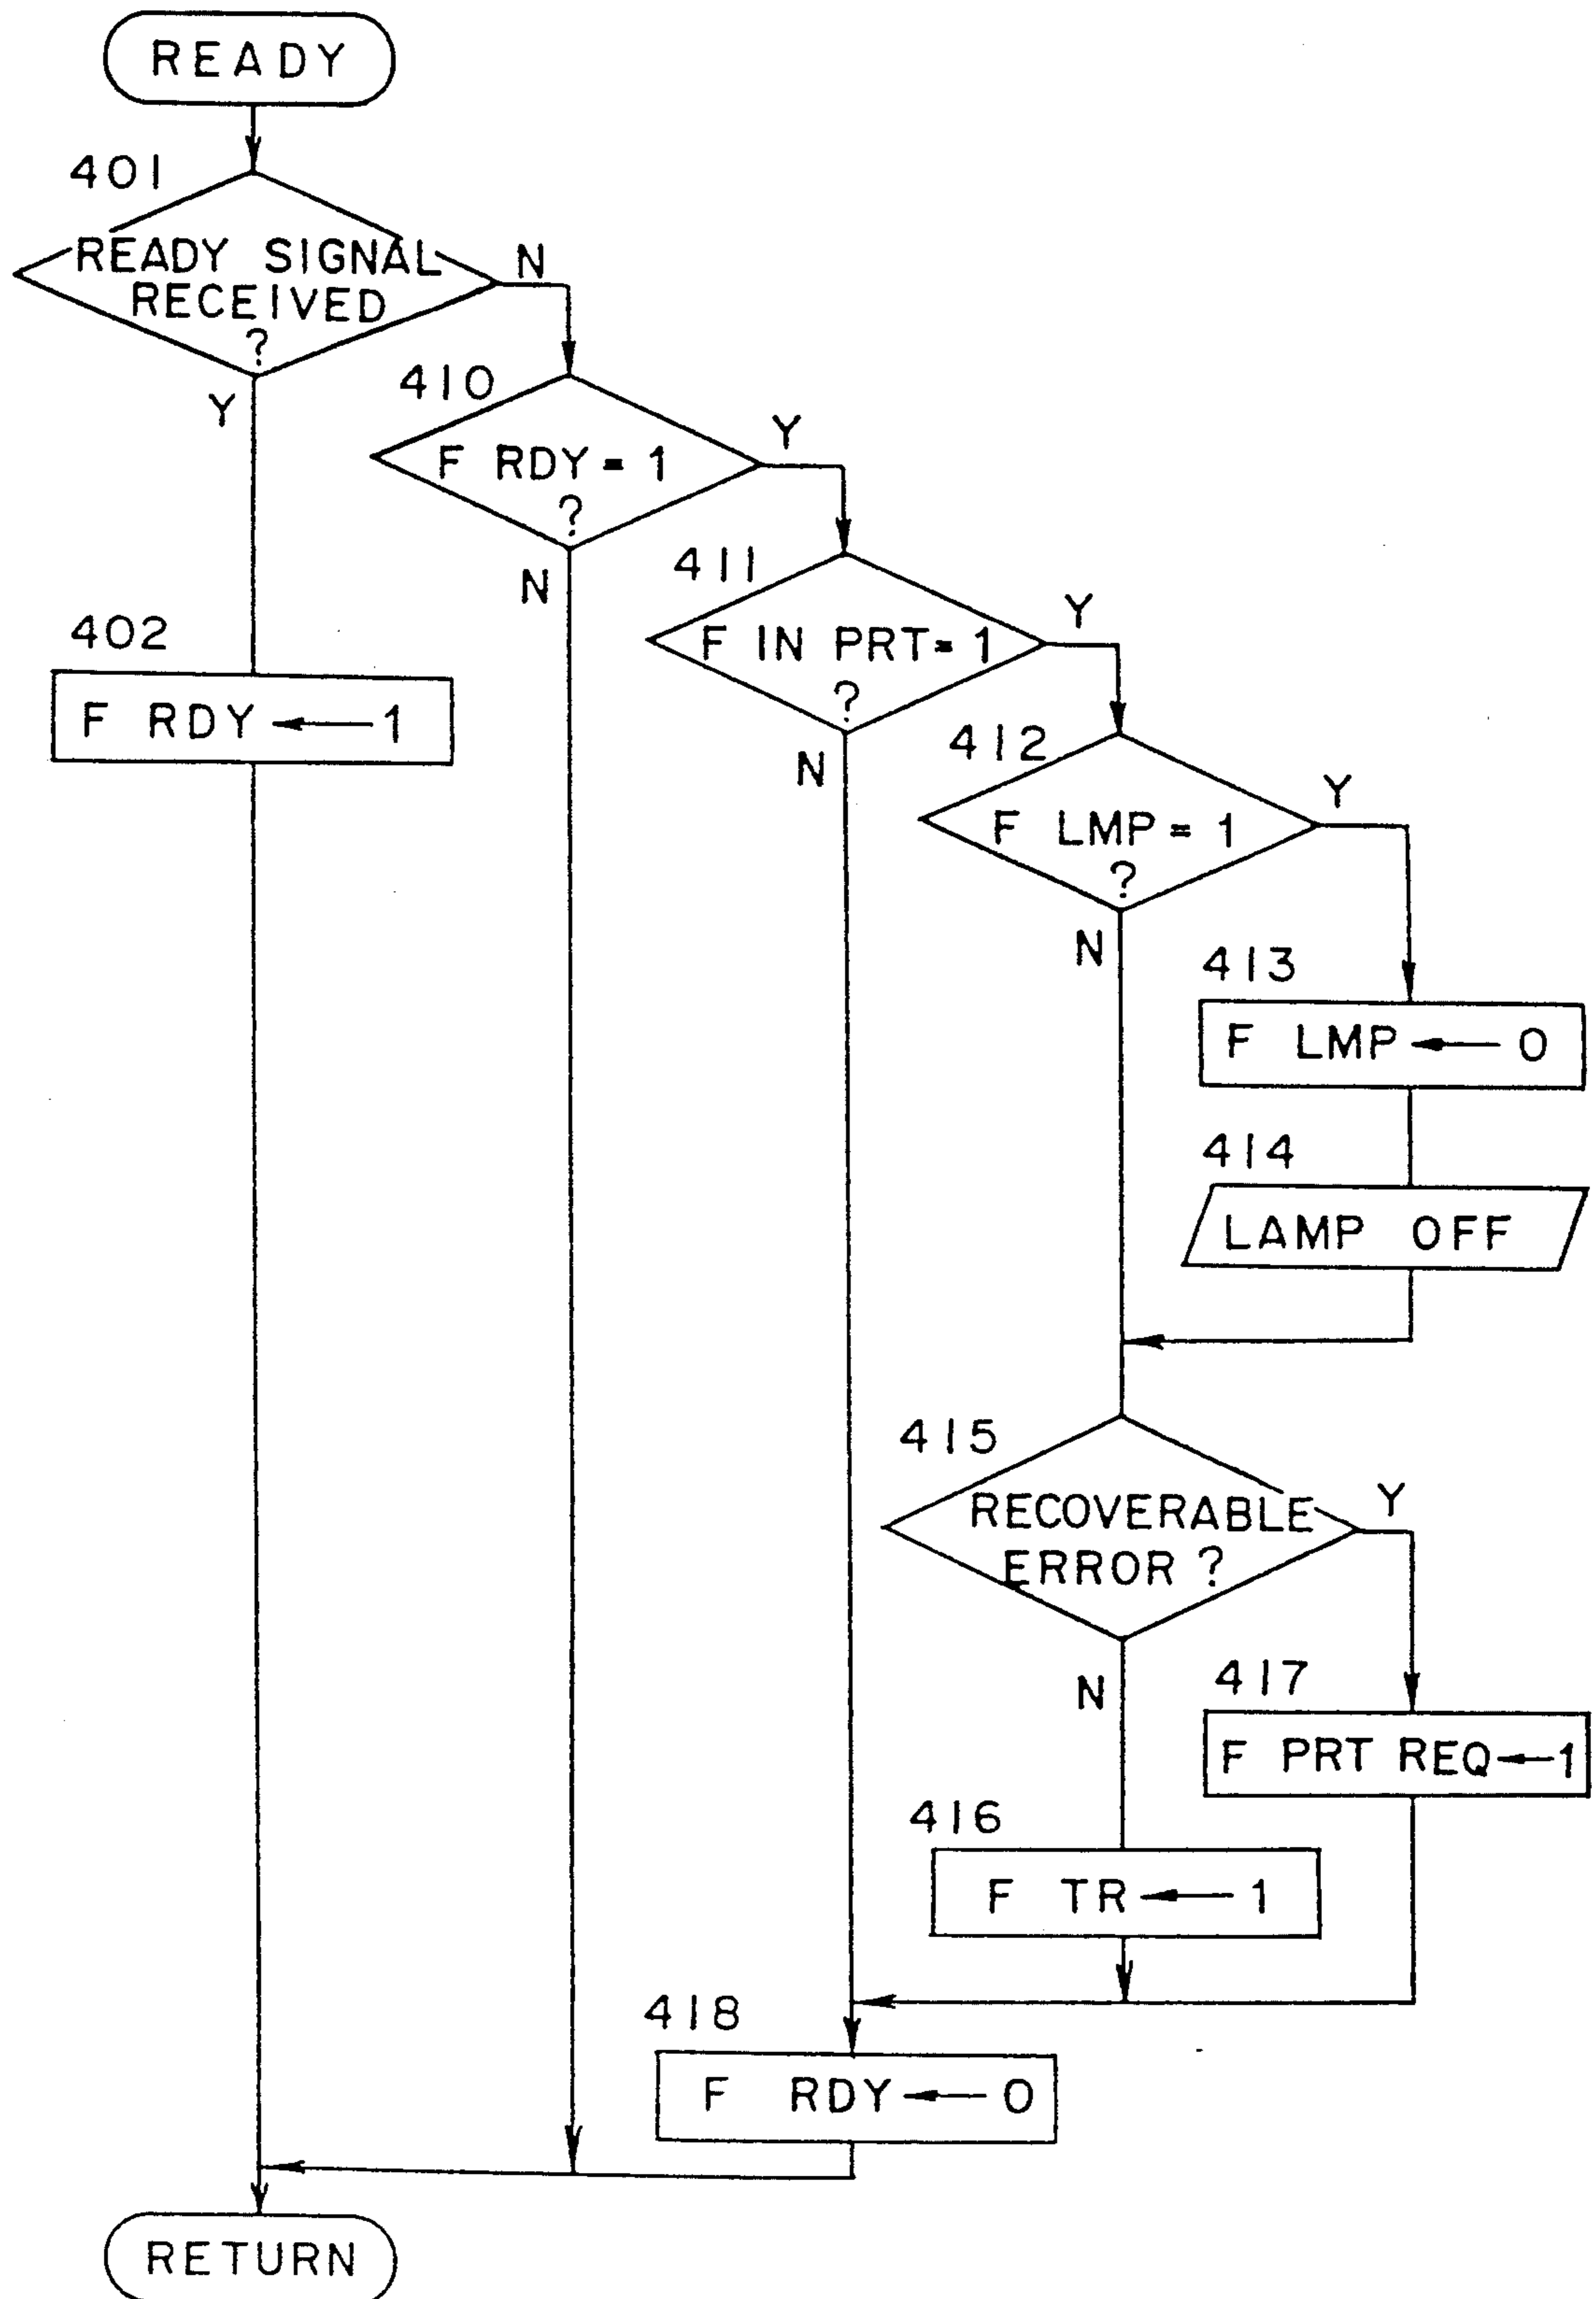 READY
401
READY SIGNAL
RECEIVED
?
N
Y
410
F RDY = 1
?
Y
N
402
F RDY ← 1
411
F IN PRT = 1
?
Y
N
412
F LMP = 1
?
Y
N
413
F LMP ← 0
414
LAMP OFF
415
RECOVERABLE
ERROR ?
Y
N
417
F PRT REQ ← 1
416
F TR ← 1
418
F RDY ← 0
RETURN